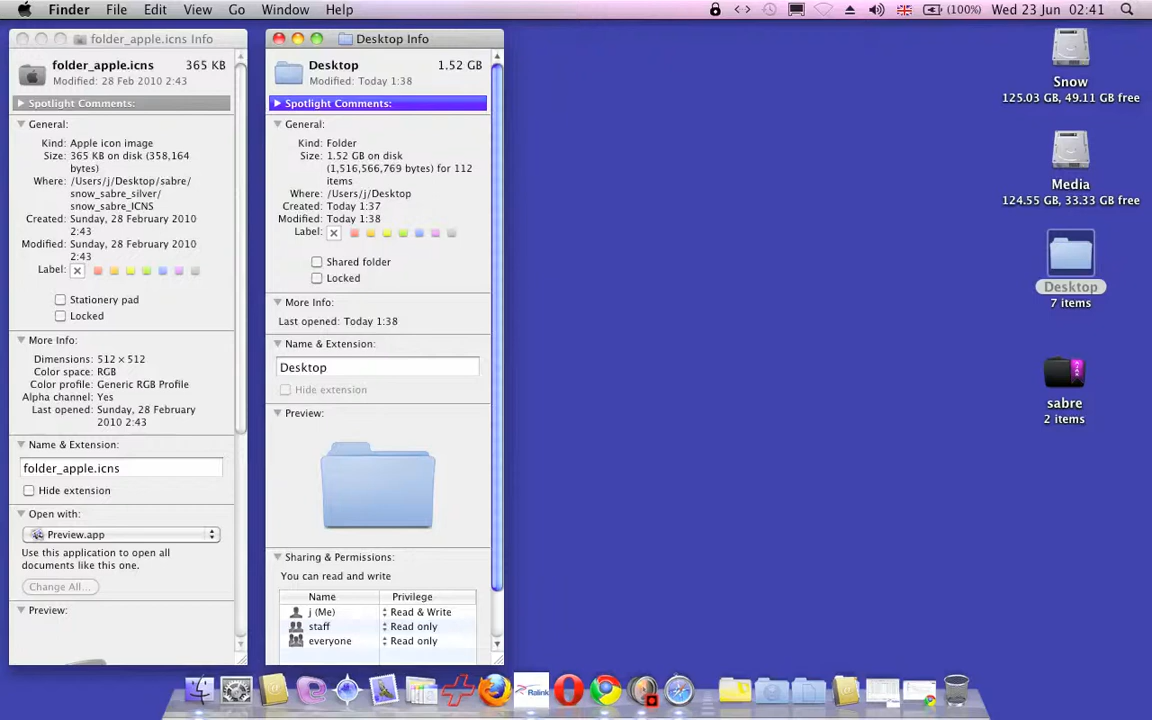 Finder File Edit View Go Window Help (100%) Wed 23 Jun 02:41
folder_apple.icns Info
folder_apple.icns 365 KB
Modified: 28 Feb 2010 2:43
Spotlight Comments:
General:
Kind: Apple icon image
Size: 365 KB on disk (358,164
bytes)
Where: /Users/j/Desktop/sabre/
snow_sabre_silver/
snow_sabre_ICNS
Created: Sunday, 28 February 2010
2:43
Modified: Sunday, 28 February 2010
2:43
Label:
Stationery pad
Locked
More Info:
Dimensions: 512 × 512
Color space: RGB
Color profile: Generic RGB Profile
Alpha channel: Yes
Last opened: Sunday, 28 February
2010 2:43
Name & Extension:
folder_apple.icns
Hide extension
Open with:
Preview.app
Use this application to open all
documents like this one.
Change All...
Preview:
Desktop Info
Desktop 1.52 GB
Modified: Today 1:38
Spotlight Comments:
General:
Kind: Folder
Size: 1.52 GB on disk
(1,516,566,769 bytes) for 112
items
Where: /Users/j/Desktop
Created: Today 1:37
Modified: Today 1:38
Label:
Shared folder
Locked
More Info:
Last opened: Today 1:38
Name & Extension:
Desktop
Hide extension
Preview:
Sharing & Permissions:
You can read and write
Name Privilege
j (Me) Read & Write
staff Read only
everyone Read only
Snow
125.03 GB, 49.11 GB free
Media
124.55 GB, 33.33 GB free
Desktop
7 items
sabre
2 items
Ralink